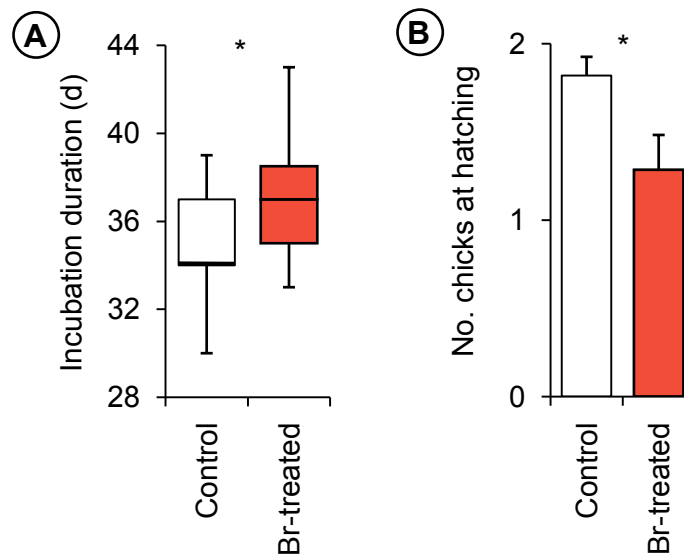 A
Incubation duration (d)
44
40
36
32
28
*
Control
Br-treated
B
No. chicks at hatching
2
1
0
*
Control
Br-treated